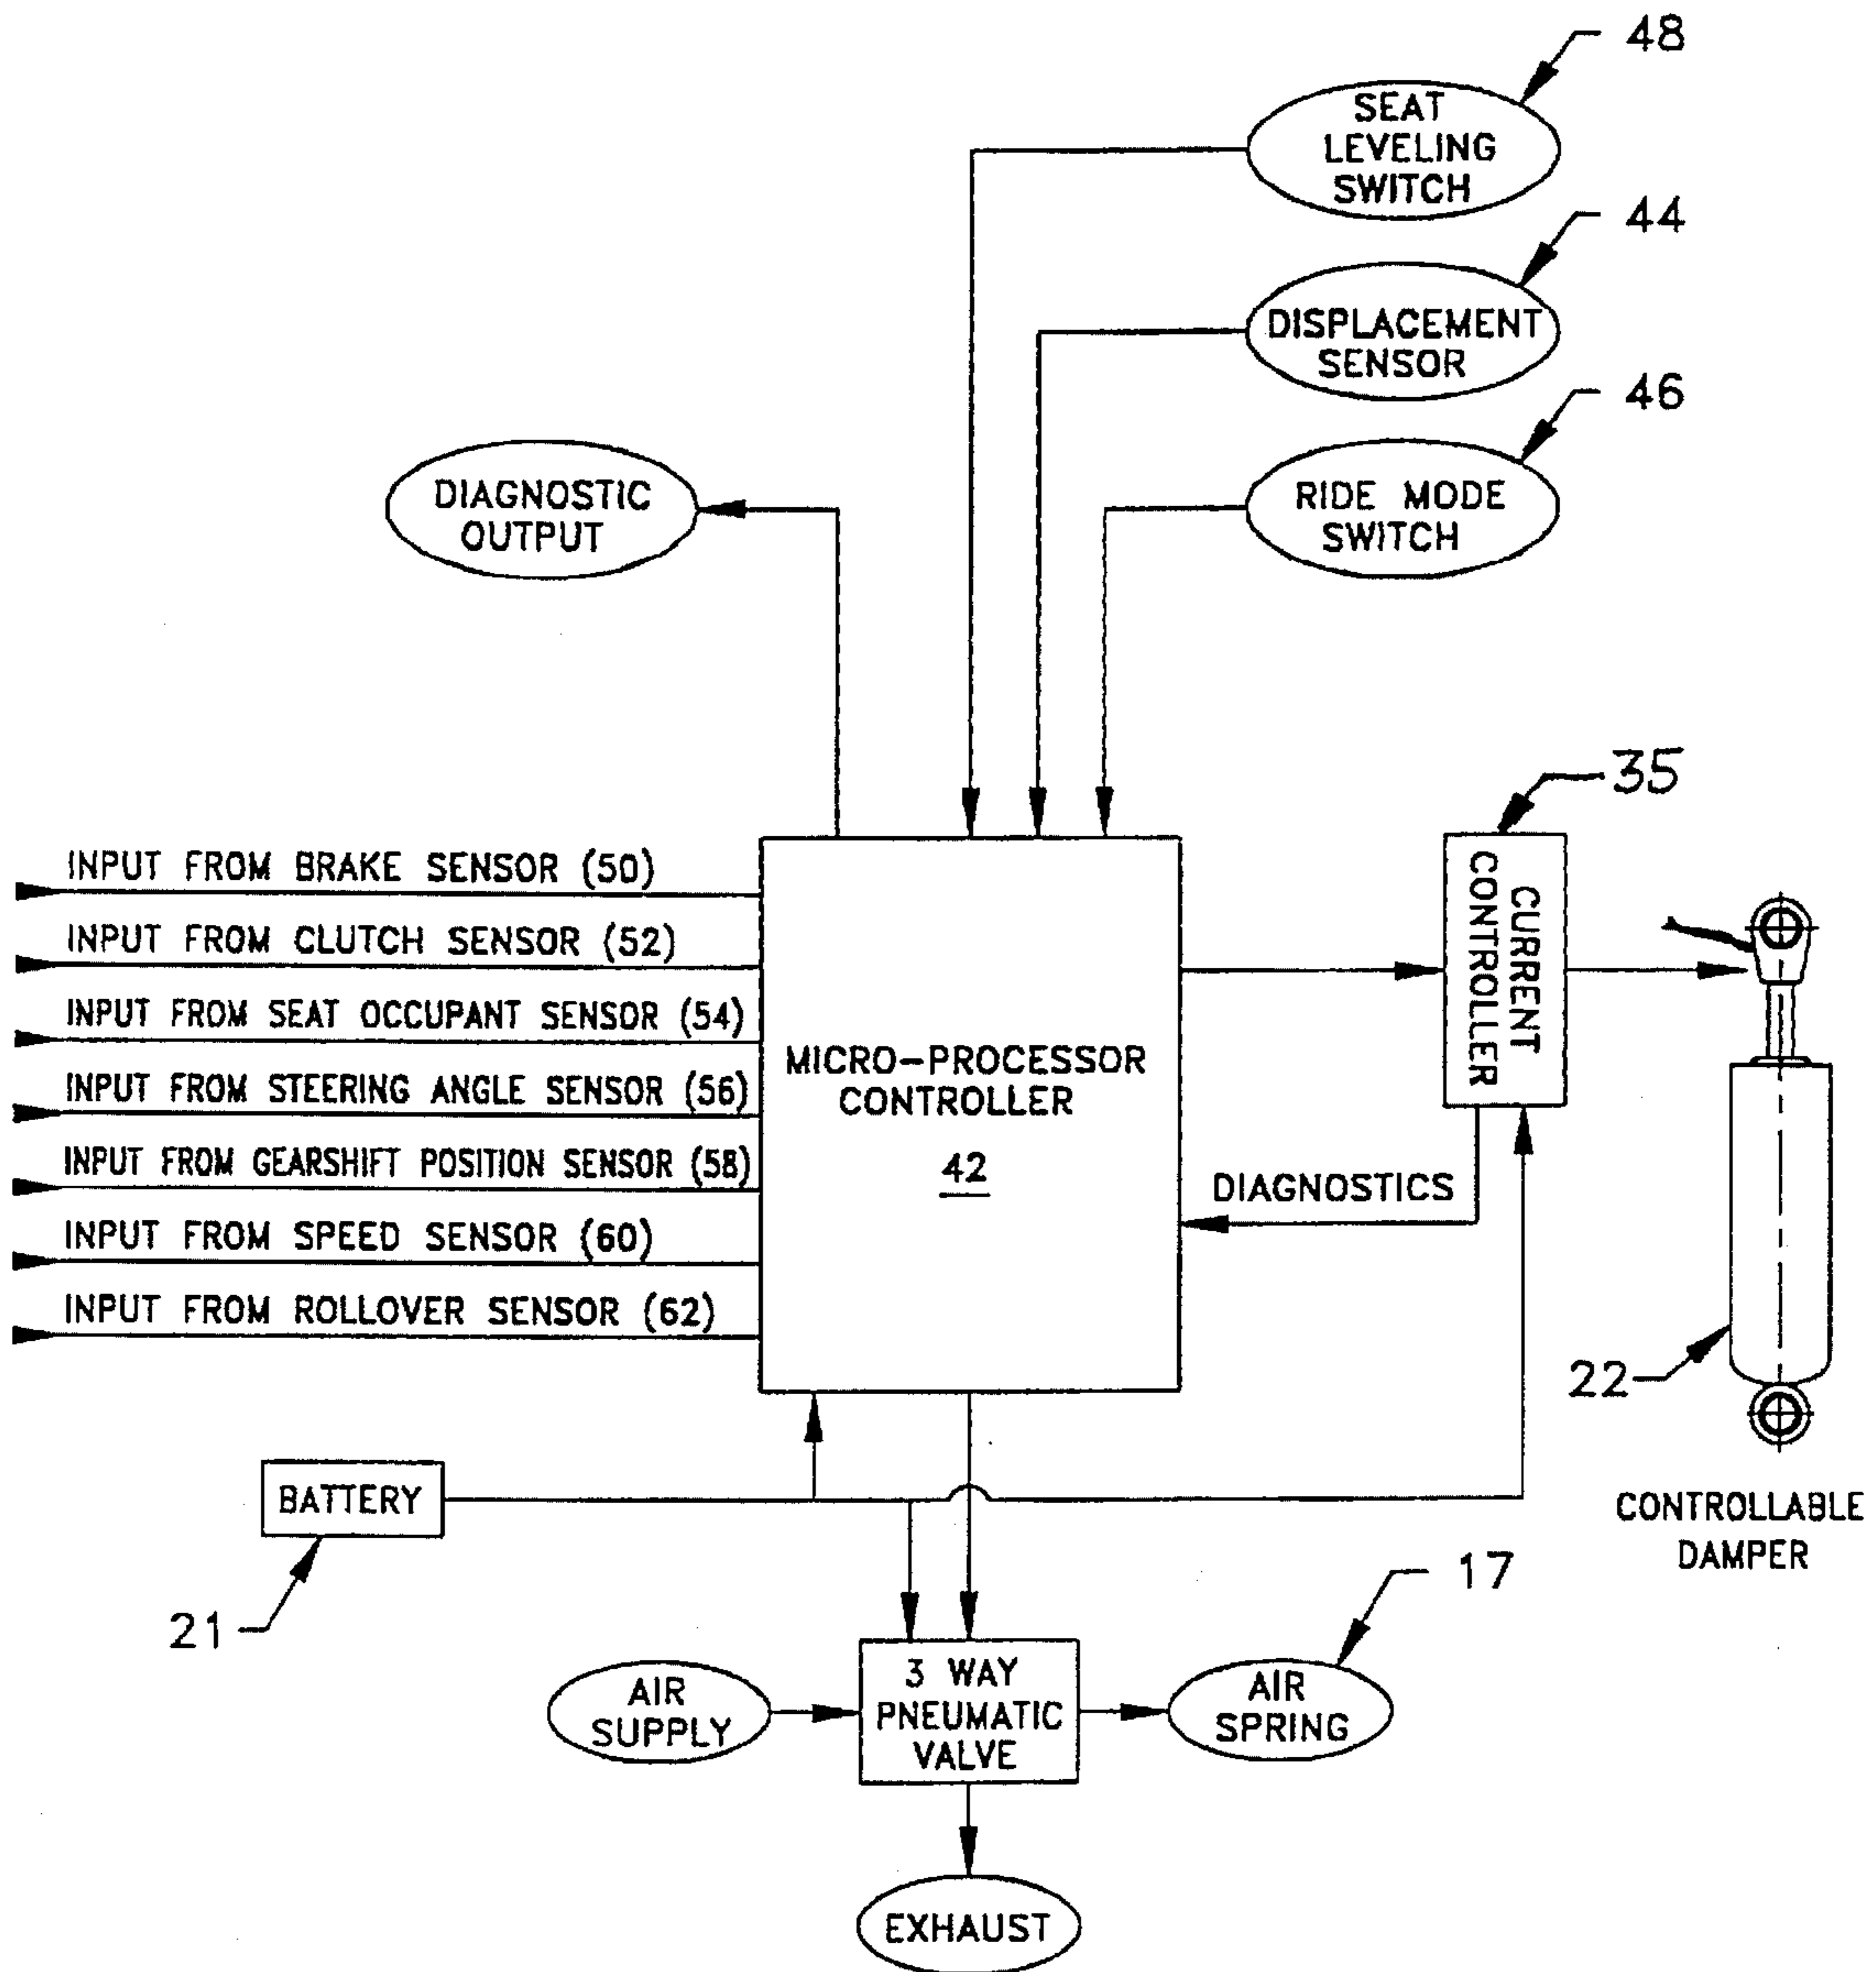 48
SEAT
LEVELING
SWITCH
44
DISPLACEMENT
SENSOR
46
RIDE MODE
SWITCH
DIAGNOSTIC
OUTPUT
35
CURRENT
CONTROLLER
INPUT FROM BRAKE SENSOR (50)
INPUT FROM CLUTCH SENSOR (52)
INPUT FROM SEAT OCCUPANT SENSOR (54)
INPUT FROM STEERING ANGLE SENSOR (56)
INPUT FROM GEARSHIFT POSITION SENSOR (58)
INPUT FROM SPEED SENSOR (60)
INPUT FROM ROLLOVER SENSOR (62)
MICRO-PROCESSOR
CONTROLLER
42
DIAGNOSTICS
22
CONTROLLABLE
DAMPER
BATTERY
21
17
AIR
SUPPLY
3 WAY
PNEUMATIC
VALVE
AIR
SPRING
EXHAUST